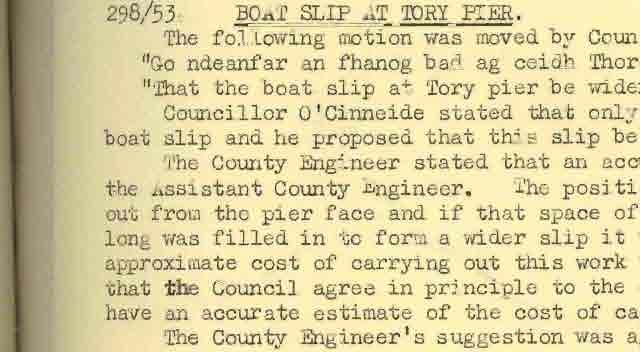 298/53. BOAT SLIP AT TORY PIER.
The following motion was moved by Coun
"Go ndeanfar an fhanog bad ag ceidh Thor
"That the boat slip at Tory pier be wide
Councillor O'Cinneide stated that only
boat slip and he proposed that this slip be
The County Engineer stated that an acc
the Assistant County Engineer. The positi
out from the pier face and if that space of
long was filled in to form a wider slip it
approximate cost of carrying out this work
that the Council agree in principle to the
have an accurate estimate of the cost of ca
The County Engineer's suggestion was a